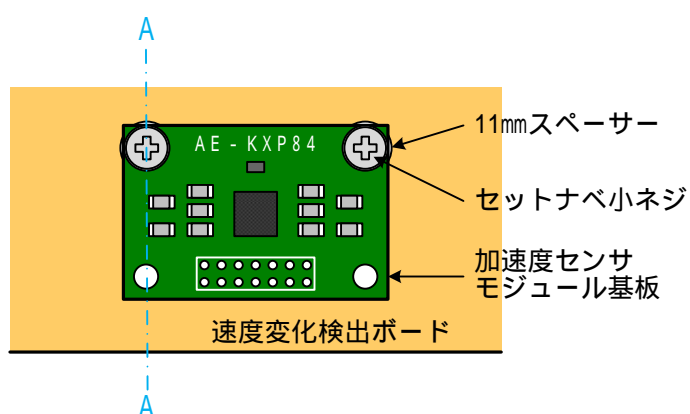 A
AE-KXP84
11㎜スペーサー
セットナベ小ネジ
加速度センサ
モジュール基板
速度変化検出ボード
A